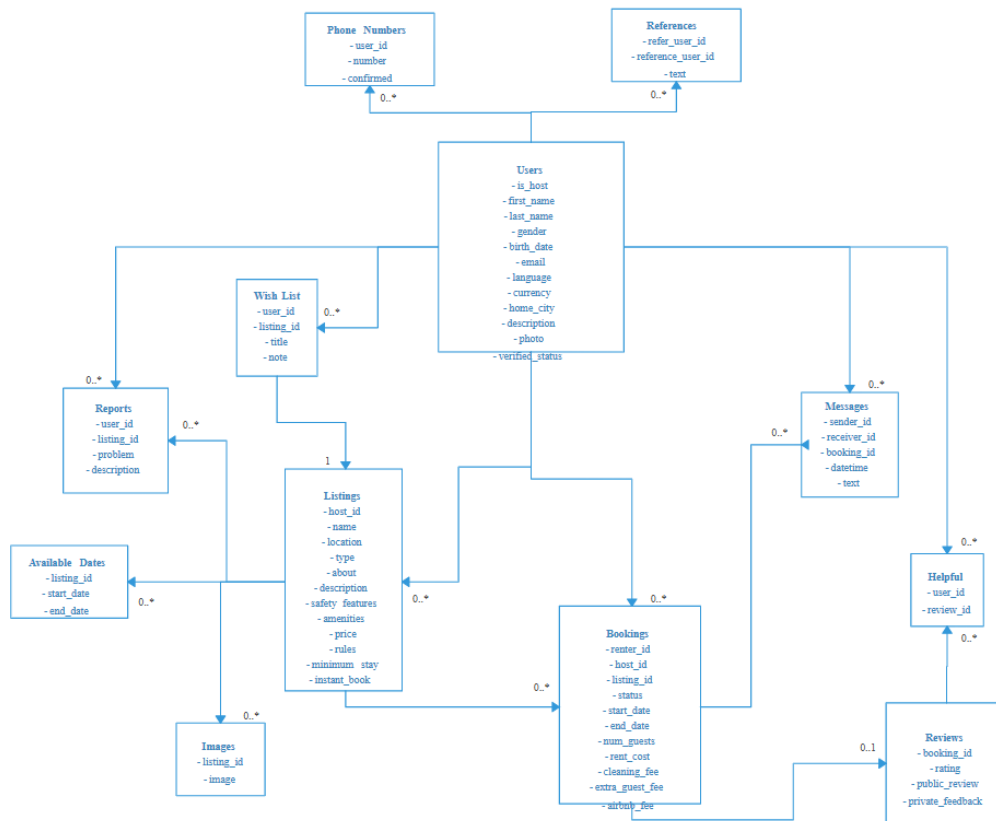 Phone Numbers
- user_id
- number
- confirmed
0..*
References
- refer_user_id
- reference_user_id
- text
0..*
Users
- is_host
- first_name
- last_name
- gender
- birth_date
- email
- language
- currency
- home_city
- description
- photo
- verified_status
Wish List
- user_id
- listing_id
- title
- note
0..*
0..*
Reports
- user_id
- listing_id
- problem
- description
0..*
0..*
Messages
- sender_id
- receiver_id
- booking_id
- datetime
- text
0..*
1
Listings
- host_id
- name
- location
- type
- about
- description
- safety features
- amenities
- price
- rules
- minimum stay
- instant_book
0..*
Available Dates
- listing_id
- start_date
- end_date
0..*
0..*
Helpful
- user_id
- review_id
0..*
0..*
Bookings
- renter_id
- host_id
- listing_id
- status
- start_date
- end_date
- num_guests
- rent_cost
- cleaning_fee
- extra_guest_fee
- airbnb_fee
0..*
0..*
Images
- listing_id
- image
0..1
Reviews
- booking_id
- rating
- public_review
- private_feedback